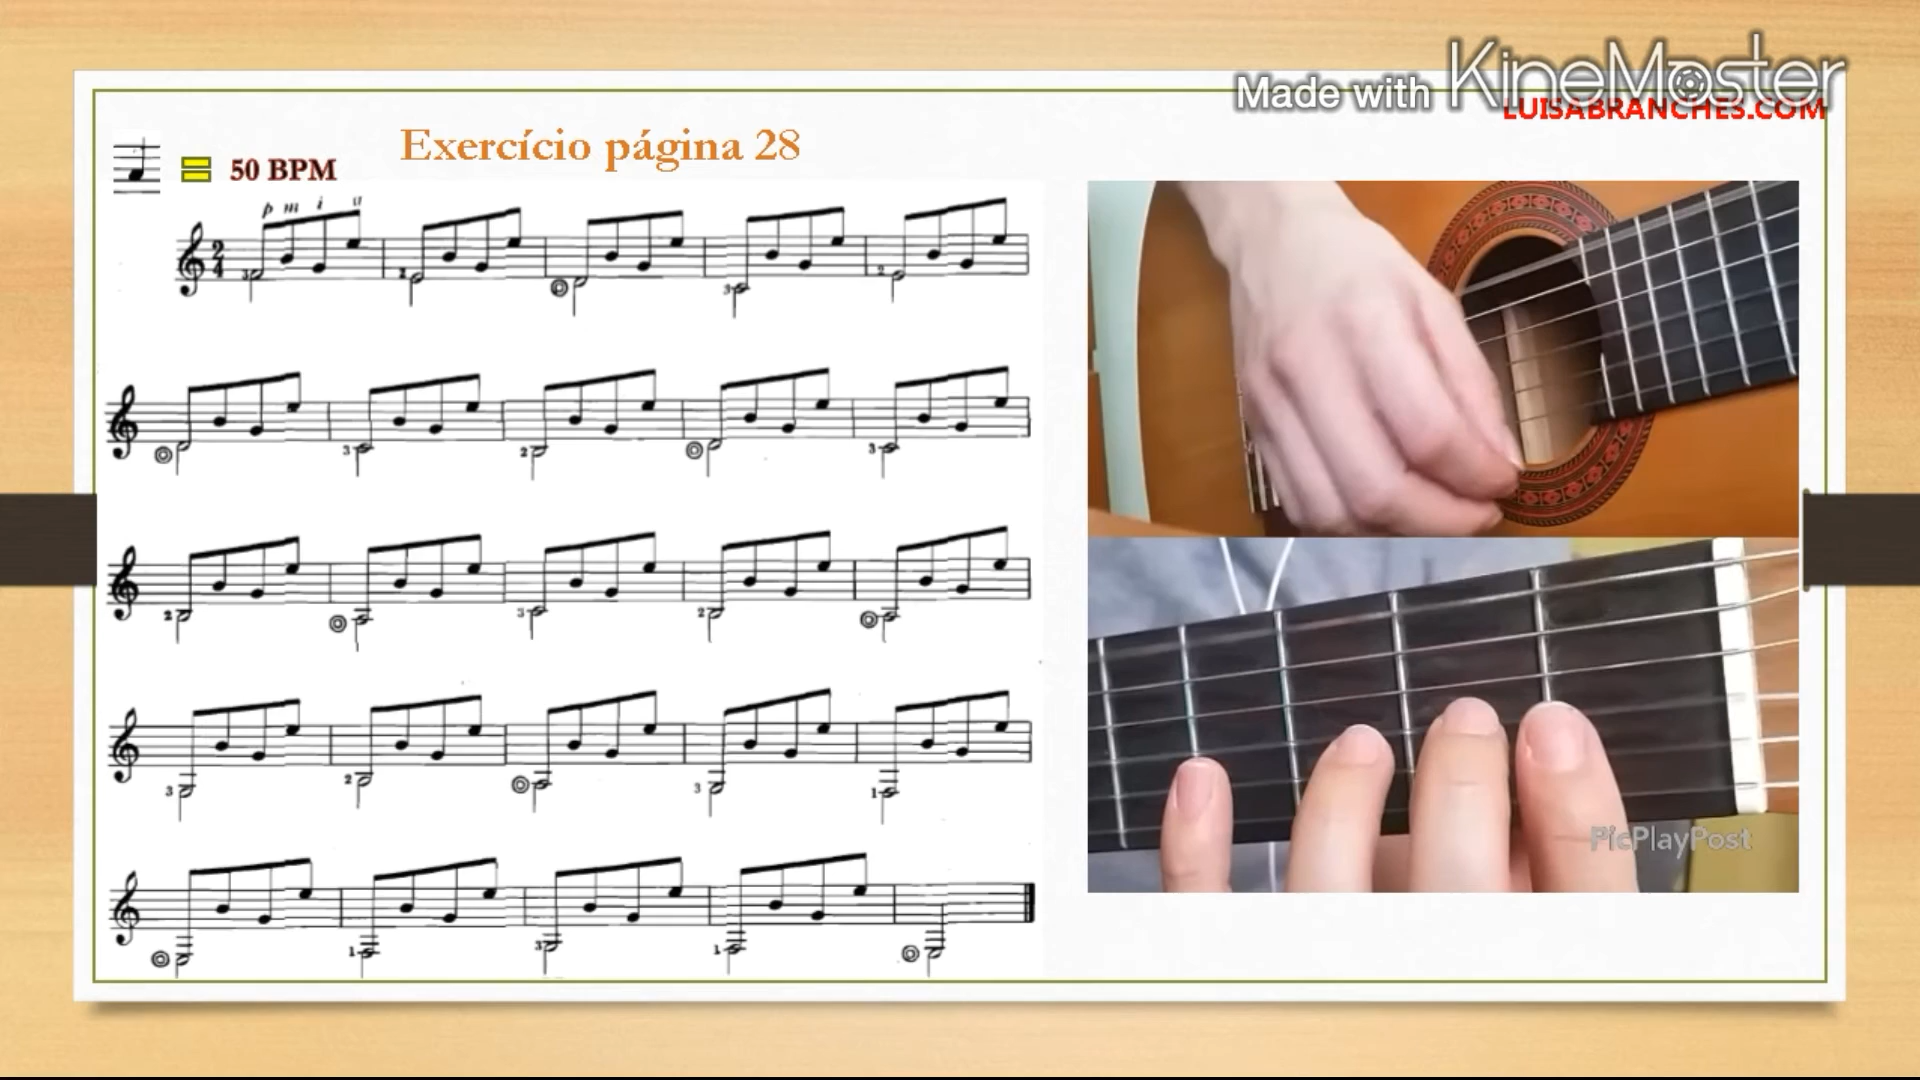 Made with KineMaster
LUISABRANCHES.COM
Exercício página 28
50 BPM
p m i a
PicPlayPost